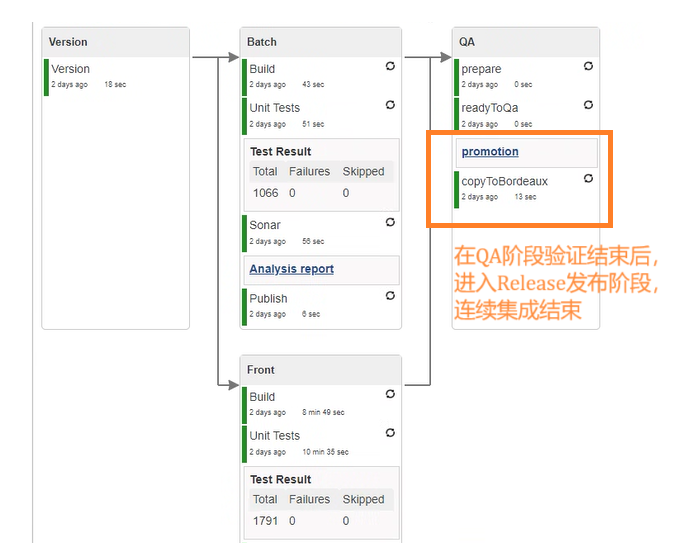 Version
Version
2 days ago 18 sec
Batch
Build
2 days ago 43 sec
Unit Tests
2 days ago 51 sec
Test Result
Total Failures Skipped
1066 0 0
Sonar
2 days ago 56 sec
Analysis report
Publish
2 days ago 6 sec
Front
Build
2 days ago 8 min 49 sec
Unit Tests
2 days ago 10 min 35 sec
Test Result
Total Failures Skipped
1791 0 0
QA
prepare
2 days ago 0 sec
readyToQa
2 days ago 0 sec
promotion
copyToBordeaux
2 days ago 13 sec
在QA阶段验证结束后，
进入Release发布阶段，
连续集成结束